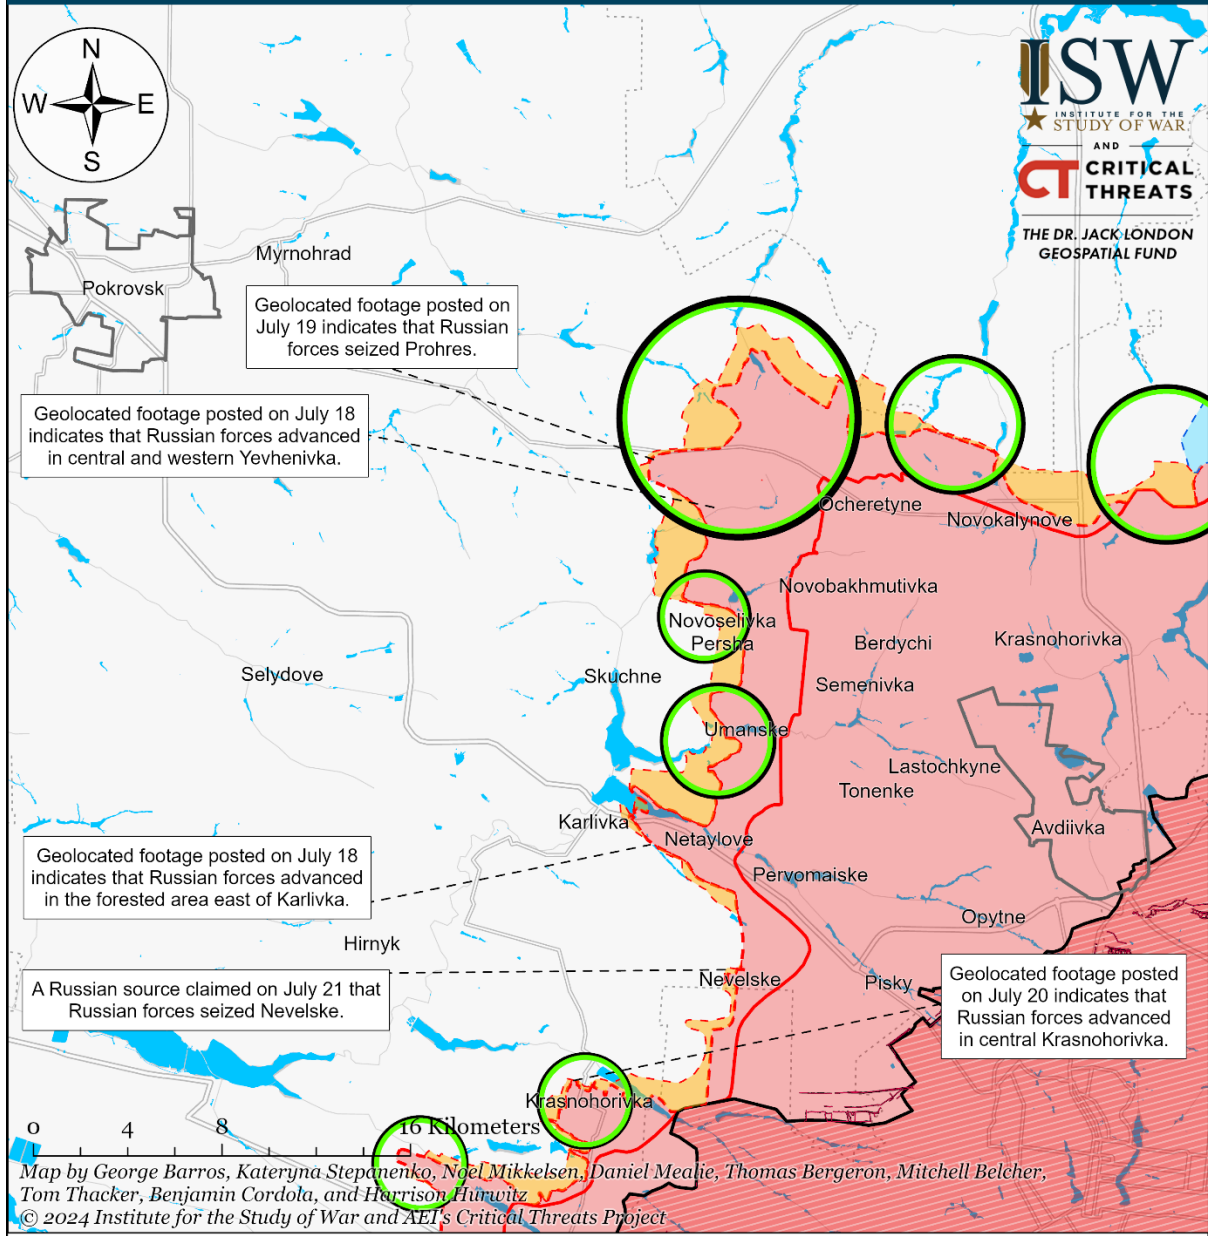 N
W
E
S
ISW
INSTITUTE FOR THE
STUDY OF WAR
AND
CT CRITICAL
THREATS
THE DR. JACK LONDON
GEOSPATIAL FUND
Myrnohrad
Pokrovsk
Geolocated footage posted on
July 19 indicates that Russian
forces seized Prohres.
Geolocated footage posted on July 18
indicates that Russian forces advanced
in central and western Yevhenivka.
Ocheretyne
Novokalynove
Novobakhmutivka
Novoselivka
Persha
Berdychi
Krasnohorivka
Selydove
Skuchne
Semenivka
Umanske
Lastochkyne
Tonenke
Karlivka
Netaylove
Avdiivka
Geolocated footage posted on July 18
indicates that Russian forces advanced
in the forested area east of Karlivka.
Pervomaiske
Opytne
Hirnyk
Nevelske
Pisky
A Russian source claimed on July 21 that
Russian forces seized Nevelske.
Geolocated footage posted
on July 20 indicates that
Russian forces advanced
in central Krasnohorivka.
Krasnohorivka
0 4 8 16 Kilometers
Map by George Barros, Kateryna Stepanenko, Noel Mikkelsen, Daniel Mealie, Thomas Bergeron, Mitchell Belcher,
Tom Thacker, Benjamin Cordola, and Harrison Hurwitz
© 2024 Institute for the Study of War and AEI's Critical Threats Project